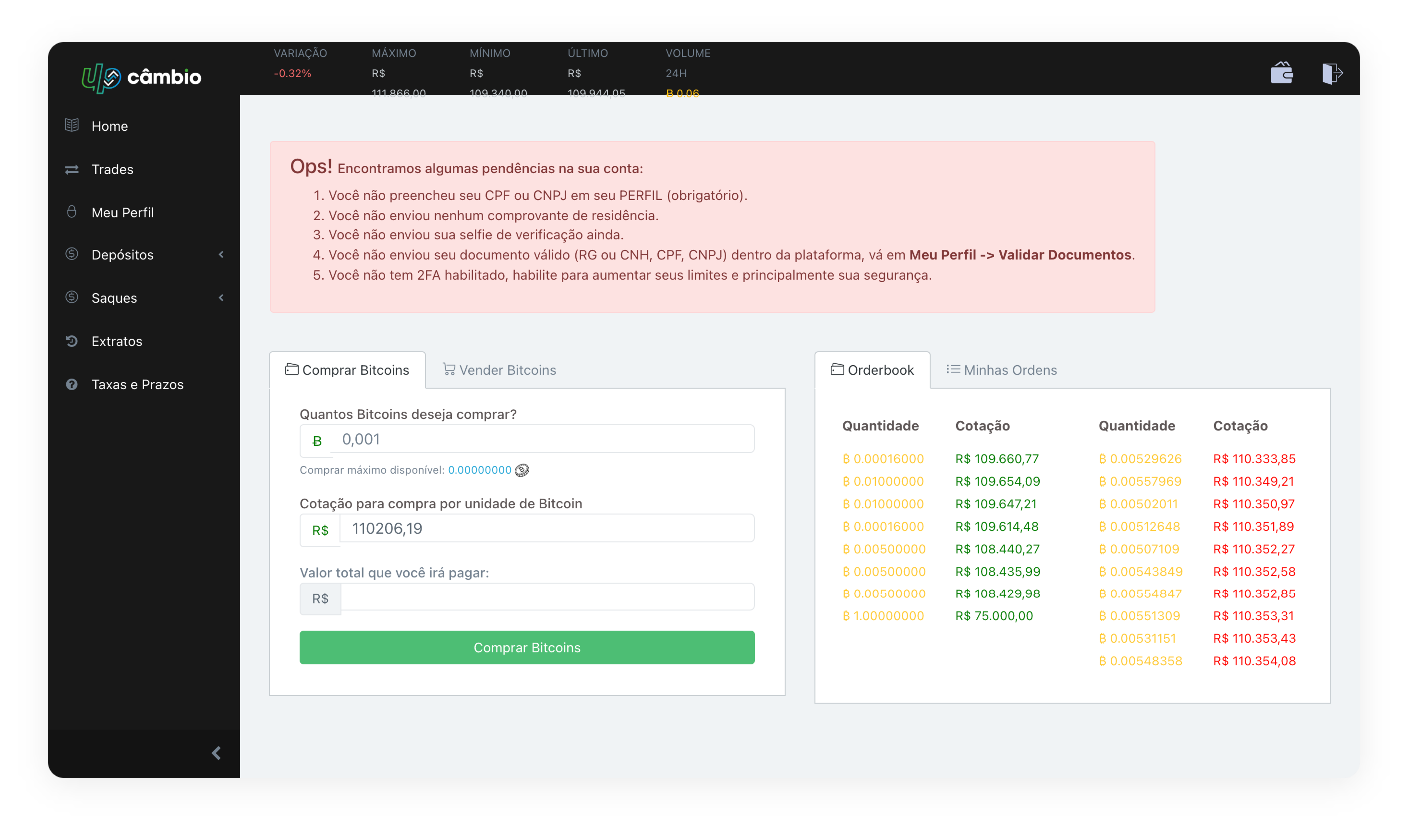 up câmbio
VARIAÇÃO MÁXIMO MÍNIMO ÚLTIMO VOLUME
-0.32% R$ R$ R$ 24H
111.866,00 109.340,00 109.944,05 Ƀ 0.06
Home
Trades
Meu Perfil
Depósitos
Saques
Extratos
Taxas e Prazos
Ops! Encontramos algumas pendências na sua conta:
1. Você não preencheu seu CPF ou CNPJ em seu PERFIL (obrigatório).
2. Você não enviou nenhum comprovante de residência.
3. Você não enviou sua selfie de verificação ainda.
4. Você não enviou seu documento válido (RG ou CNH, CPF, CNPJ) dentro da plataforma, vá em Meu Perfil -> Validar Documentos.
5. Você não tem 2FA habilitado, habilite para aumentar seus limites e principalmente sua segurança.
Comprar Bitcoins Vender Bitcoins
Quantos Bitcoins deseja comprar?
Ƀ 0,001
Comprar máximo disponível: 0.00000000
Cotação para compra por unidade de Bitcoin
R$ 110206,19
Valor total que você irá pagar:
R$
Comprar Bitcoins
Orderbook Minhas Ordens
Quantidade Cotação Quantidade Cotação
Ƀ 0.00016000 R$ 109.660,77 Ƀ 0.00529626 R$ 110.333,85
Ƀ 0.01000000 R$ 109.654,09 Ƀ 0.00557969 R$ 110.349,21
Ƀ 0.01000000 R$ 109.647,21 Ƀ 0.00502011 R$ 110.350,97
Ƀ 0.00016000 R$ 109.614,48 Ƀ 0.00512648 R$ 110.351,89
Ƀ 0.00500000 R$ 108.440,27 Ƀ 0.00507109 R$ 110.352,27
Ƀ 0.00500000 R$ 108.435,99 Ƀ 0.00543849 R$ 110.352,58
Ƀ 0.00500000 R$ 108.429,98 Ƀ 0.00554847 R$ 110.352,85
Ƀ 1.00000000 R$ 75.000,00 Ƀ 0.00551309 R$ 110.353,31
Ƀ 0.00531151 R$ 110.353,43
Ƀ 0.00548358 R$ 110.354,08